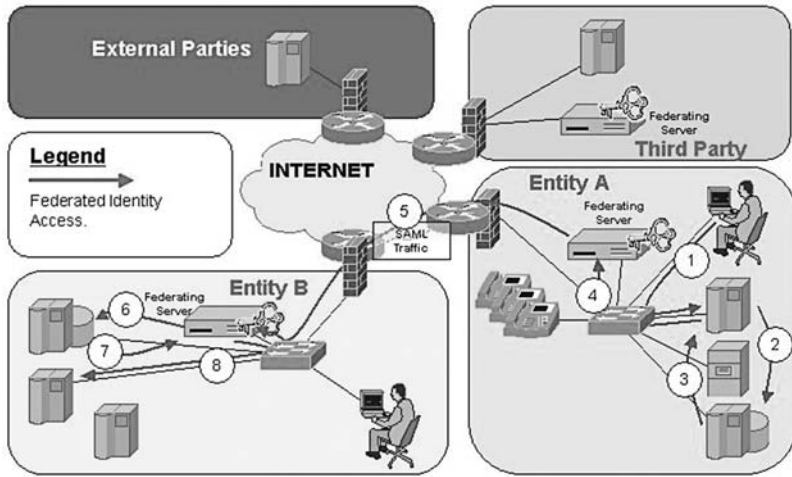 External Parties
Federating
Server
Third Party
Legend
Federated Identity
Access.
INTERNET
5
SAML
Traffic
Entity A
Federating
Server
1
4
2
3
Entity B
Federating
Server
6
7
8